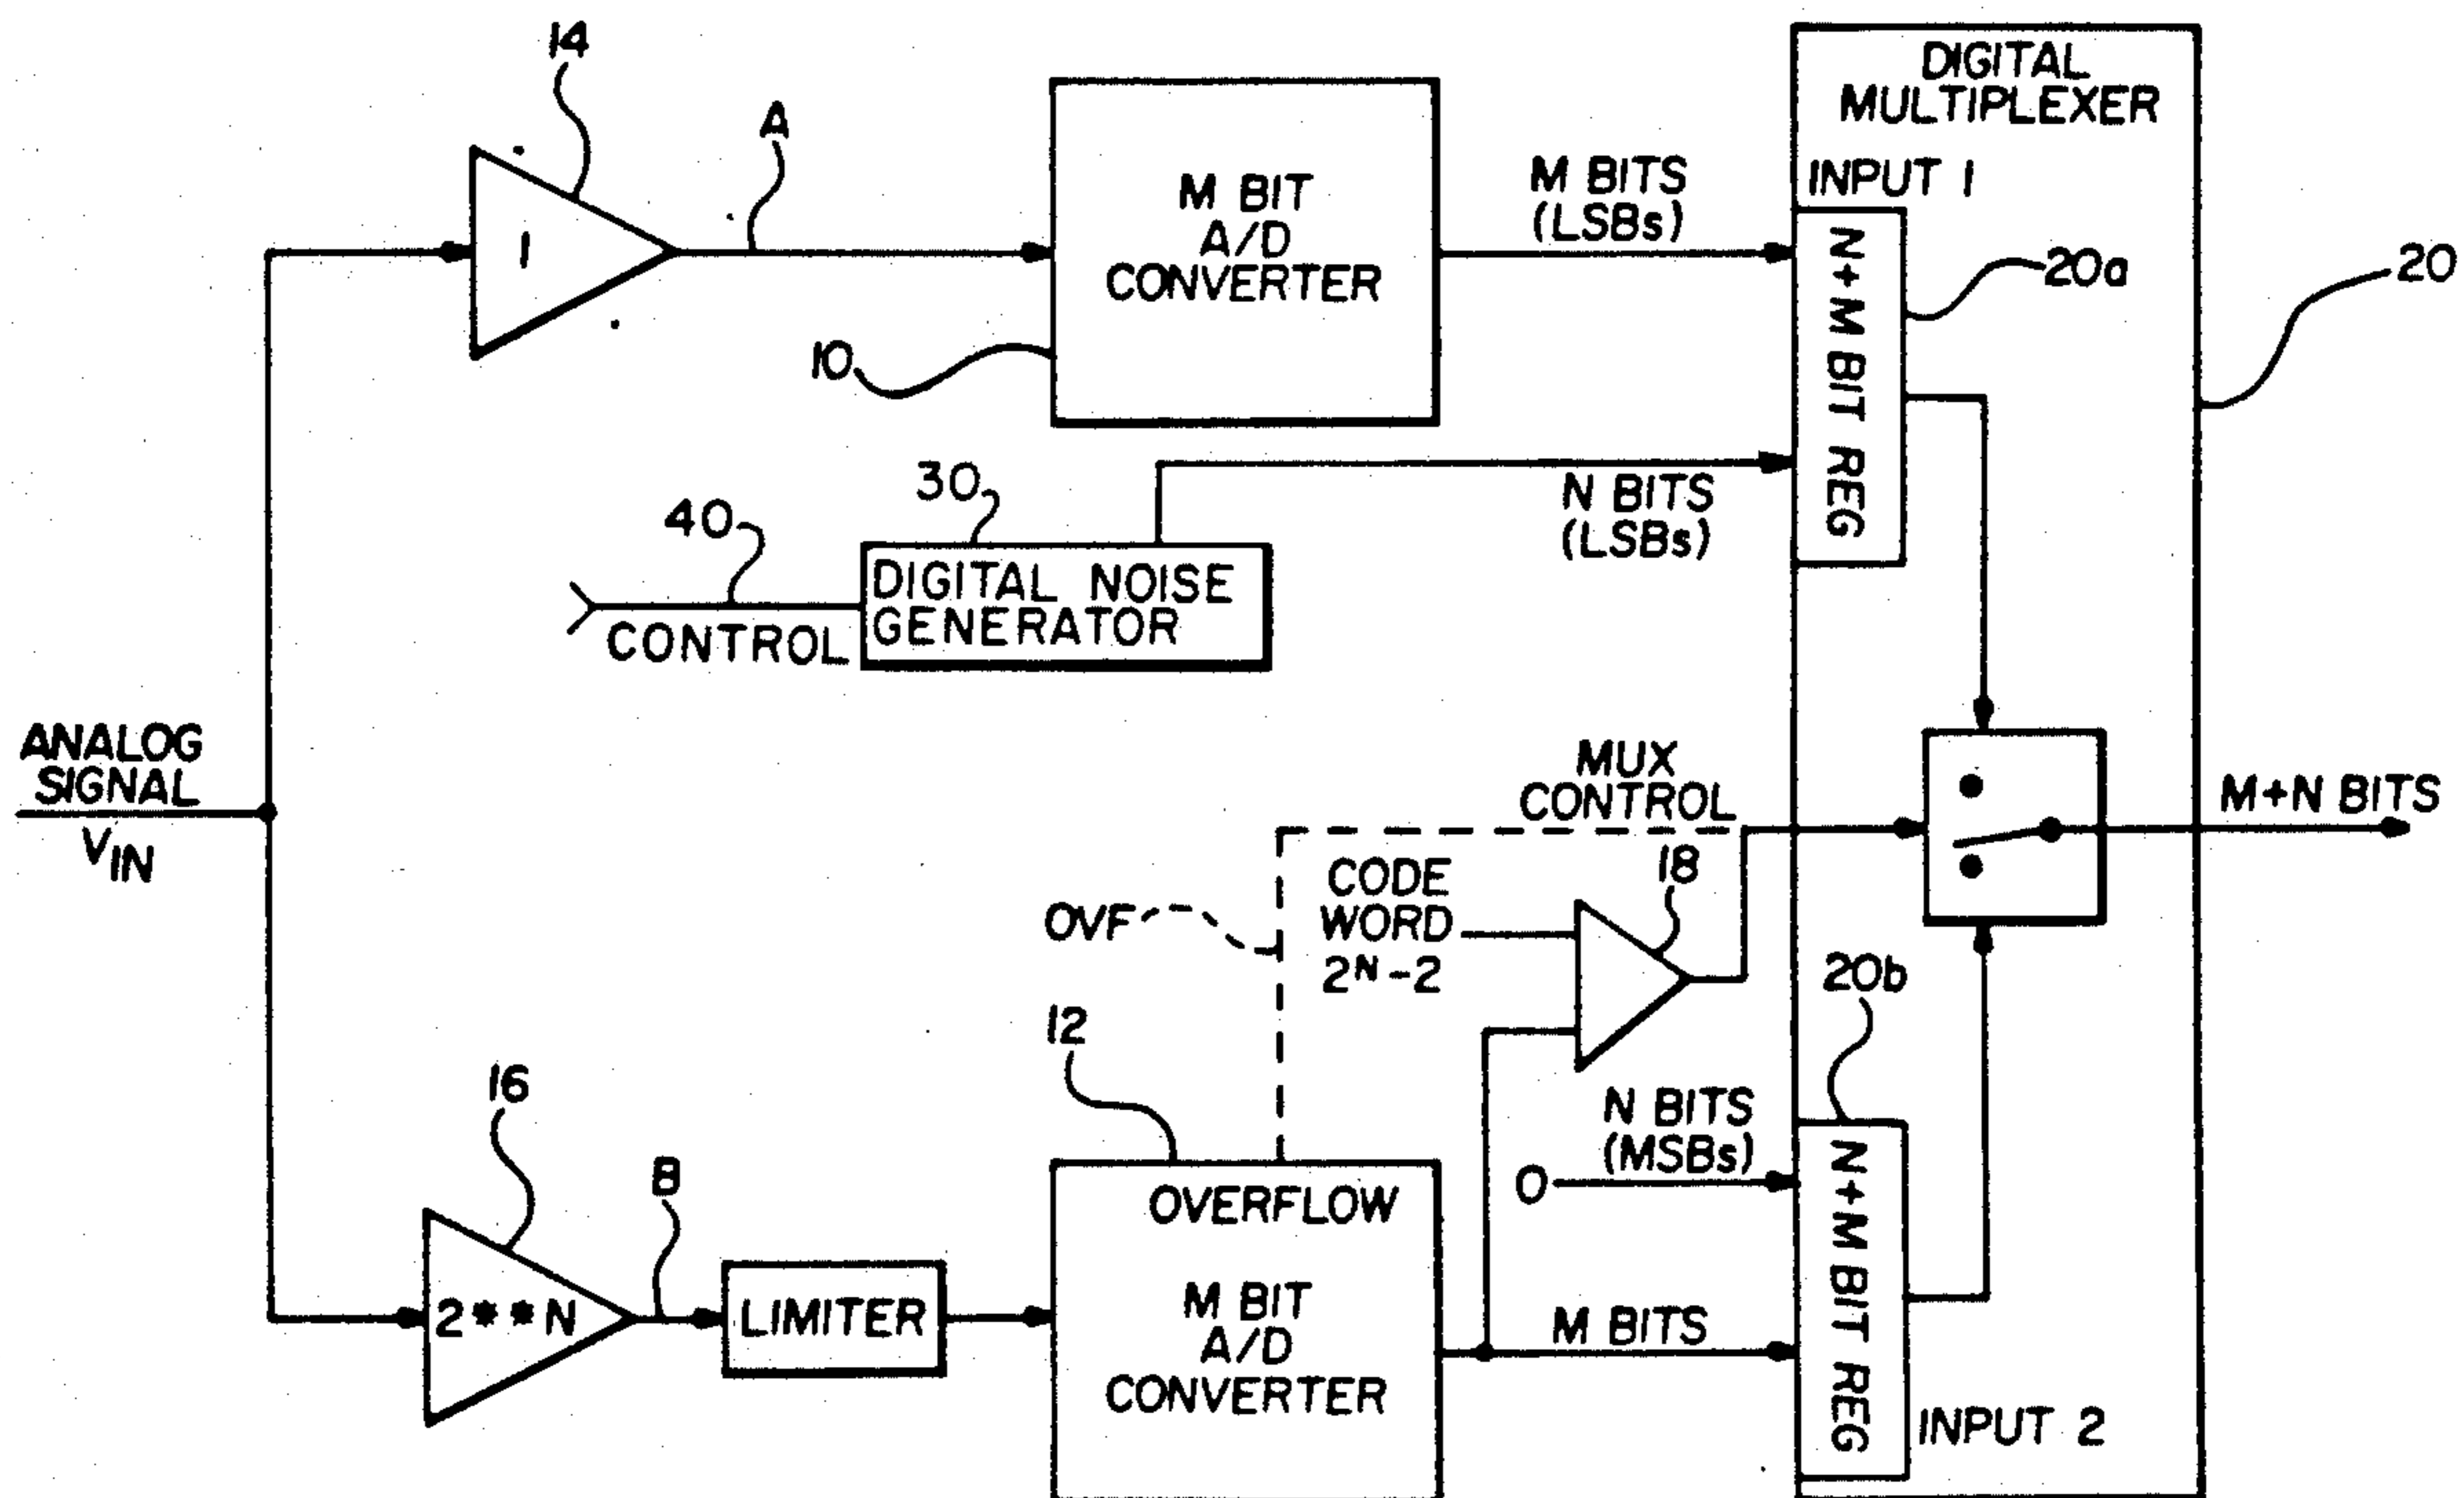 14
A
1
M BIT
A/D
CONVERTER
10
M BITS
(LSBs)
DIGITAL
MULTIPLEXER
INPUT 1
N+M BIT REG
20a
20
N BITS
(LSBs)
30
40
CONTROL
DIGITAL NOISE
GENERATOR
ANALOG
SIGNAL
VIN
MUX
CONTROL
M+N BITS
OVF
CODE
WORD
2ᴺ-2
18
12
20b
16
B
2**N
LIMITER
OVERFLOW
M BIT
A/D
CONVERTER
N BITS
(MSBs)
0
M BITS
N+M BIT REG
INPUT 2